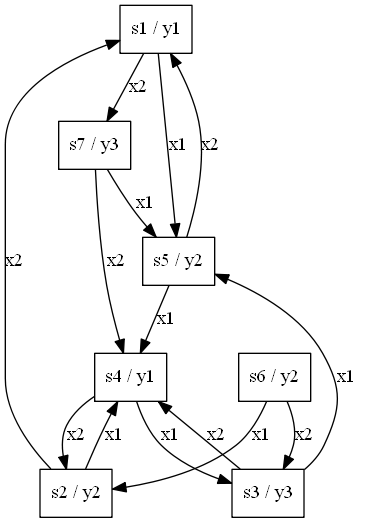 s1 / y1
x2
s7 / y3
x1
x2
x1
s5 / y2
x2
x2
x1
s4 / y1
s6 / y2
x1
x2
x1
x1
x2
x1
x2
s2 / y2
s3 / y3